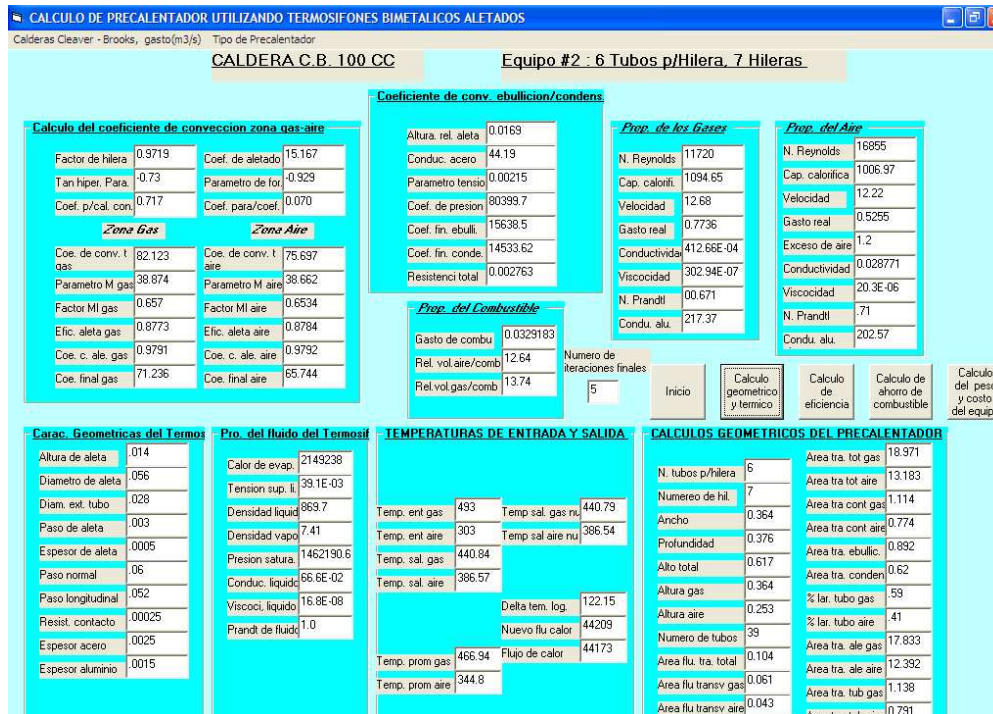 CALCULO DE PRECALENTADOR UTILIZANDO TERMOSIFONES BIMETALICOS ALETADOS
Calderas Cleaver - Brooks, gasto(m3/s) Tipo de Precalentador
CALDERA C.B. 100 CC
Equipo #2 : 6 Tubos p/Hilera, 7 Hileras
Calculo del coeficiente de conveccion zona gas-aire
Factor de hilera 0.9719 Coef. de aletado 15.167
Tan hiper. Para. -0.73 Parametro de for. -0.929
Coef. p/cal. con. 0.717 Coef. para/coef. 0.070
Zona Gas Zona Aire
Coe. de conv. t gas 82.123 Coe. de conv. t aire 75.697
Parametro M gas 38.874 Parametro M aire 38.662
Factor Ml gas 0.657 Factor Ml aire 0.6534
Efic. aleta gas 0.8773 Efic. aleta aire 0.8784
Coe. c. ale. gas 0.9791 Coe. c. ale. aire 0.9792
Coe. final gas 71.236 Coe. final aire 65.744
Coeficiente de conv. ebullicion/condens.
Altura. rel. aleta 0.0169
Conduc. acero 44.19
Parametro tensio 0.00215
Coef. de presion 80399.7
Coef. fin. ebulli. 15638.5
Coef. fin. conde. 14533.62
Resistenci total 0.002763
Prop. del Combustible
Gasto de combu 0.0329183
Rel. vol.aire/comb 12.64
Rel.vol.gas/comb 13.74
Prop. de los Gases
N. Reynolds 11720
Cap. calorifi. 1094.65
Velocidad 12.68
Gasto real 0.7736
Conductividad 412.66E-04
Viscocidad 302.94E-07
N. Prandtl 00.671
Condu. alu. 217.37
Prop. del Aire
N. Reynolds 16855
Cap. calorifica 1006.97
Velocidad 12.22
Gasto real 0.5255
Exceso de aire 1.2
Conductividad 0.028771
Viscocidad 20.3E-06
N. Prandtl .71
Condu. alu. 202.57
Numero de iteraciones finales 5
Inicio
Calculo geometrico y termico
Calculo de eficiencia
Calculo de ahorro de combustible
Calculo del peso y costo del equipo
Carac. Geometricas del Termos
Altura de aleta .014
Diametro de aleta .056
Diam. ext. tubo .028
Paso de aleta .003
Espesor de aleta .0005
Paso normal .06
Paso longitudinal .052
Resist. contacto .00025
Espesor acero .0025
Espesor aluminio .0015
Pro. del fluido del Termosif
Calor de evap. 2149238
Tension sup. li. 39.1E-03
Densidad liquid 869.7
Densidad vapo 7.41
Presion satura. 1462190.6
Conduc. liquido 66.6E-02
Viscoci, liquido 16.8E-08
Prandt de fluido 1.0
TEMPERATURAS DE ENTRADA Y SALIDA
Temp. ent gas 493 Temp sal. gas nu 440.79
Temp. ent aire 303 Temp sal aire nu 386.54
Temp. sal. gas 440.84
Temp. sal. aire 386.57
Delta tem. log. 122.15
Nuevo flu calor 44209
Flujo de calor 44173
Temp. prom gas 466.94
Temp. prom aire 344.8
CALCULOS GEOMETRICOS DEL PRECALENTADOR
N. tubos p/hilera 6
Numereo de hil. 7
Ancho 0.364
Profundidad 0.376
Alto total 0.617
Altura gas 0.364
Altura aire 0.253
Numero de tubos 39
Area flu. tra. total 0.104
Area flu transv gas 0.061
Area flu transv aire 0.043
Area tra. tot gas 18.971
Area tra tot aire 13.183
Area tra cont gas 1.114
Area tra cont aire 0.774
Area tra. ebullic. 0.892
Area tra. conden 0.62
% lar. tubo gas .59
% lar. tubo aire .41
Area tra. ale gas 17.833
Area tra. ale aire 12.392
Area tra. tub gas 1.138
0.791